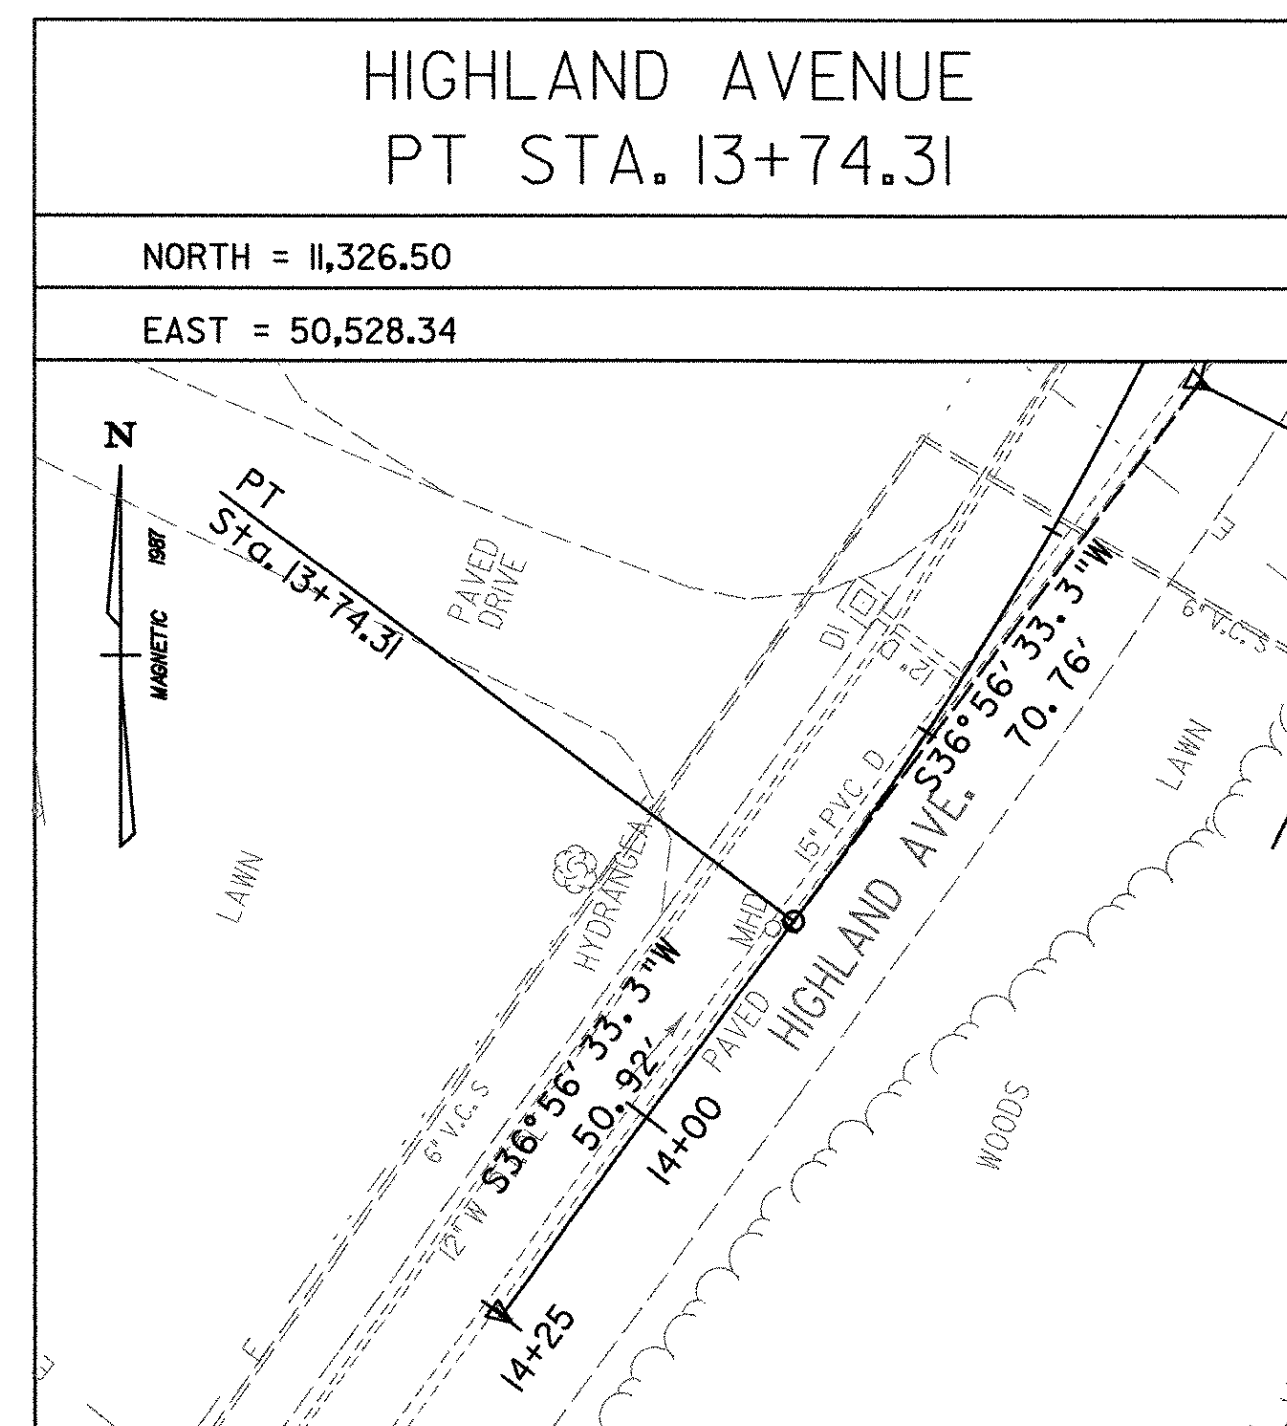 HIGHLAND AVENUE
PT STA. 13+74.31
NORTH = 11,326.50
EAST = 50,528.34
N
MAGNETIC 1987
PT
Sta. 13+74.31
PAVED
DRIVE
DI
12" D
6" V.C. S
S36°56'33.3"W
70.76'
LAWN
15" PVC D
HIGHLAND AVE.
HYDRANGEA
MHD
LAWN
PAVED
S36°56'33.3"W
50.92'
6" V.C. S
12" W
14+00
WOODS
14+25
E
E